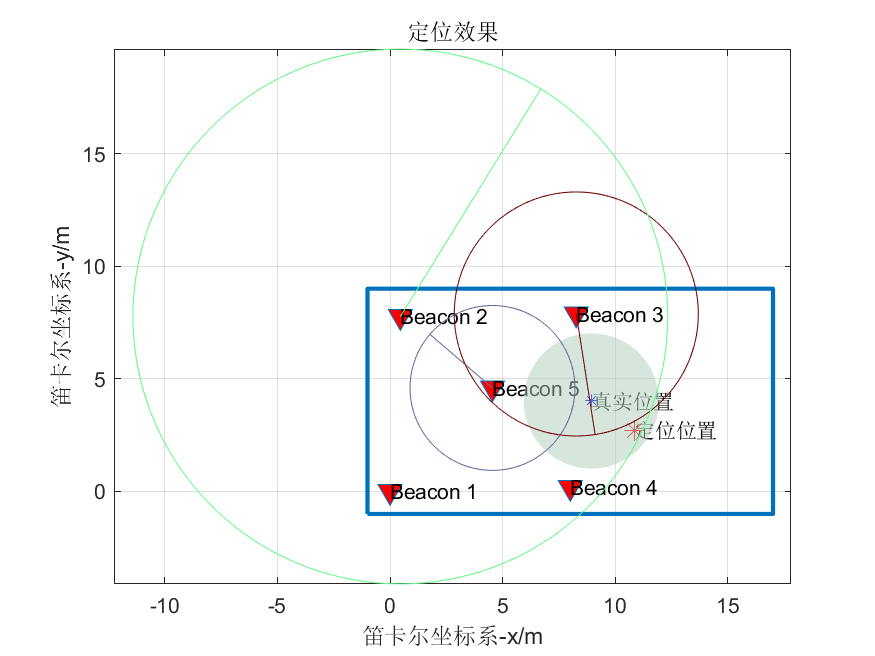 定位效果
笛卡尔坐标系-y/m
15
10
5
0
Beacon 2
Beacon 3
Beacon 5
真实位置
定位位置
Beacon 1
Beacon 4
-10
-5
0
5
10
15
笛卡尔坐标系-x/m